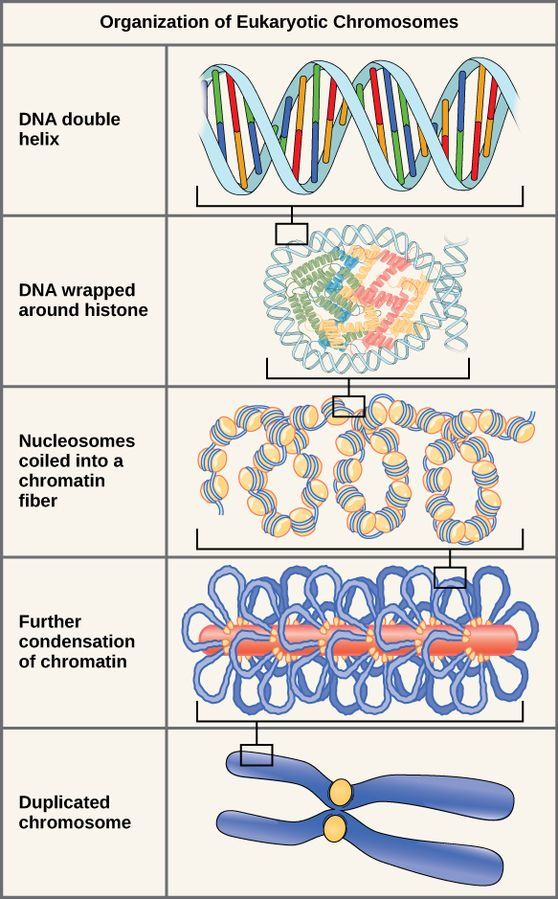 Organization of Eukaryotic Chromosomes
DNA double
helix
DNA wrapped
around histone
Nucleosomes
coiled into a
chromatin
fiber
Further
condensation
of chromatin
Duplicated
chromosome